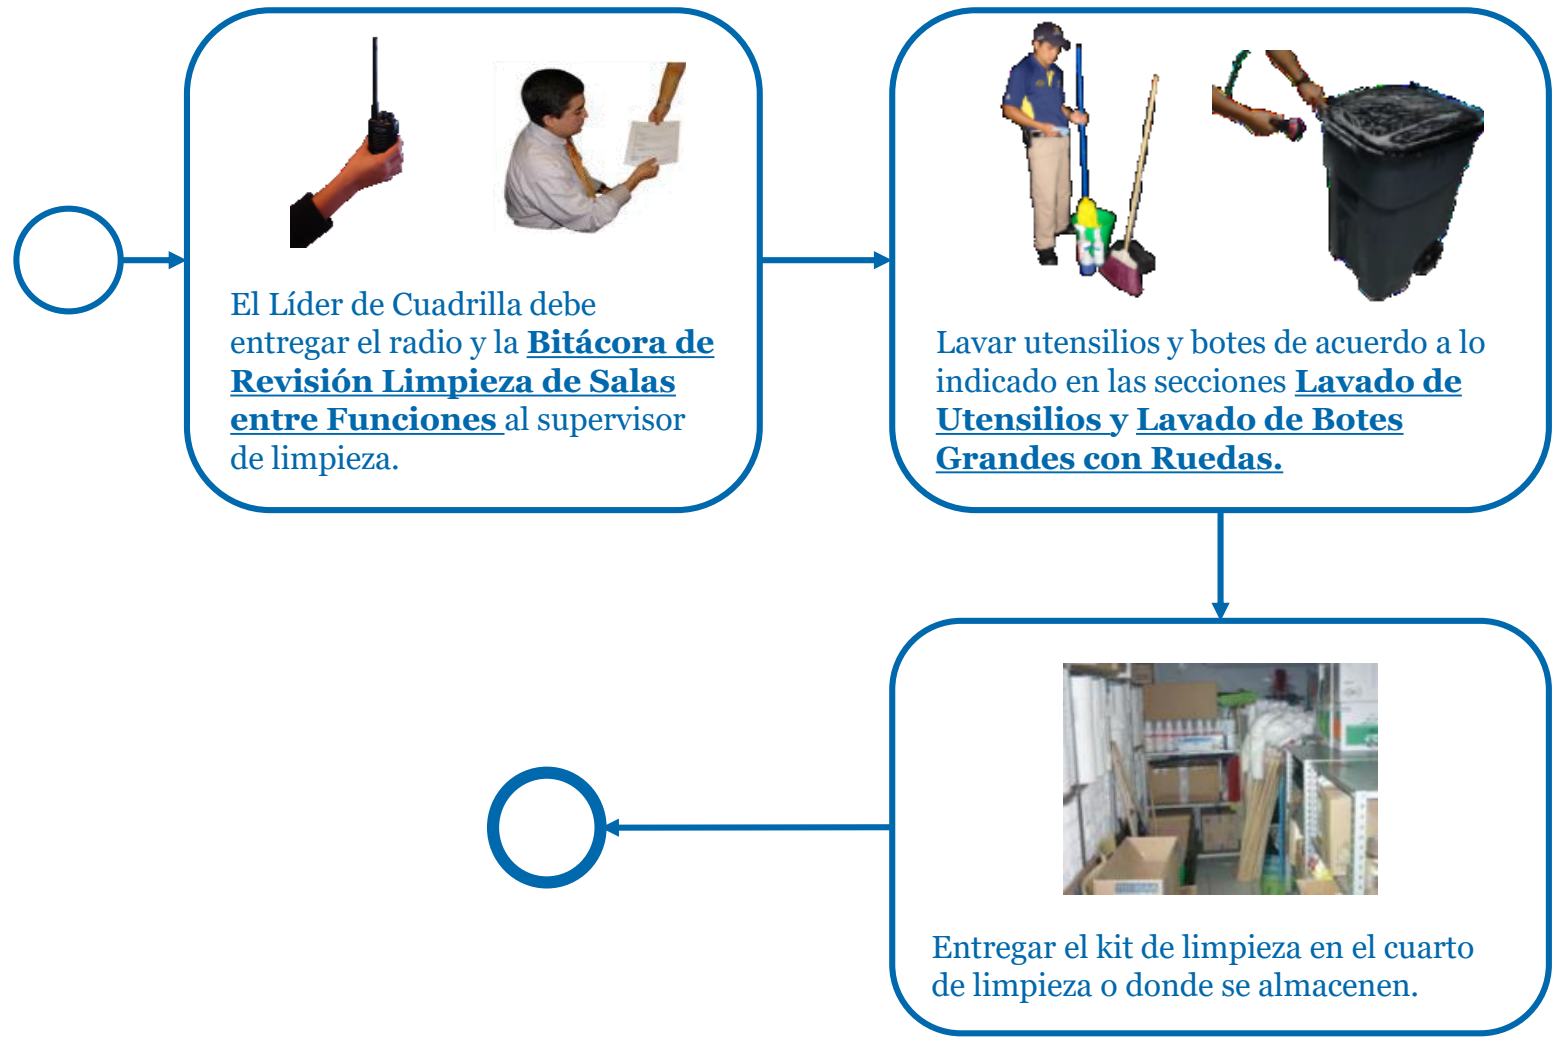 El Líder de Cuadrilla debe
entregar el radio y la Bitácora de
Revisión Limpieza de Salas
entre Funciones al supervisor
de limpieza.
Lavar utensilios y botes de acuerdo a lo
indicado en las secciones Lavado de
Utensilios y Lavado de Botes
Grandes con Ruedas.
Entregar el kit de limpieza en el cuarto
de limpieza o donde se almacenen.